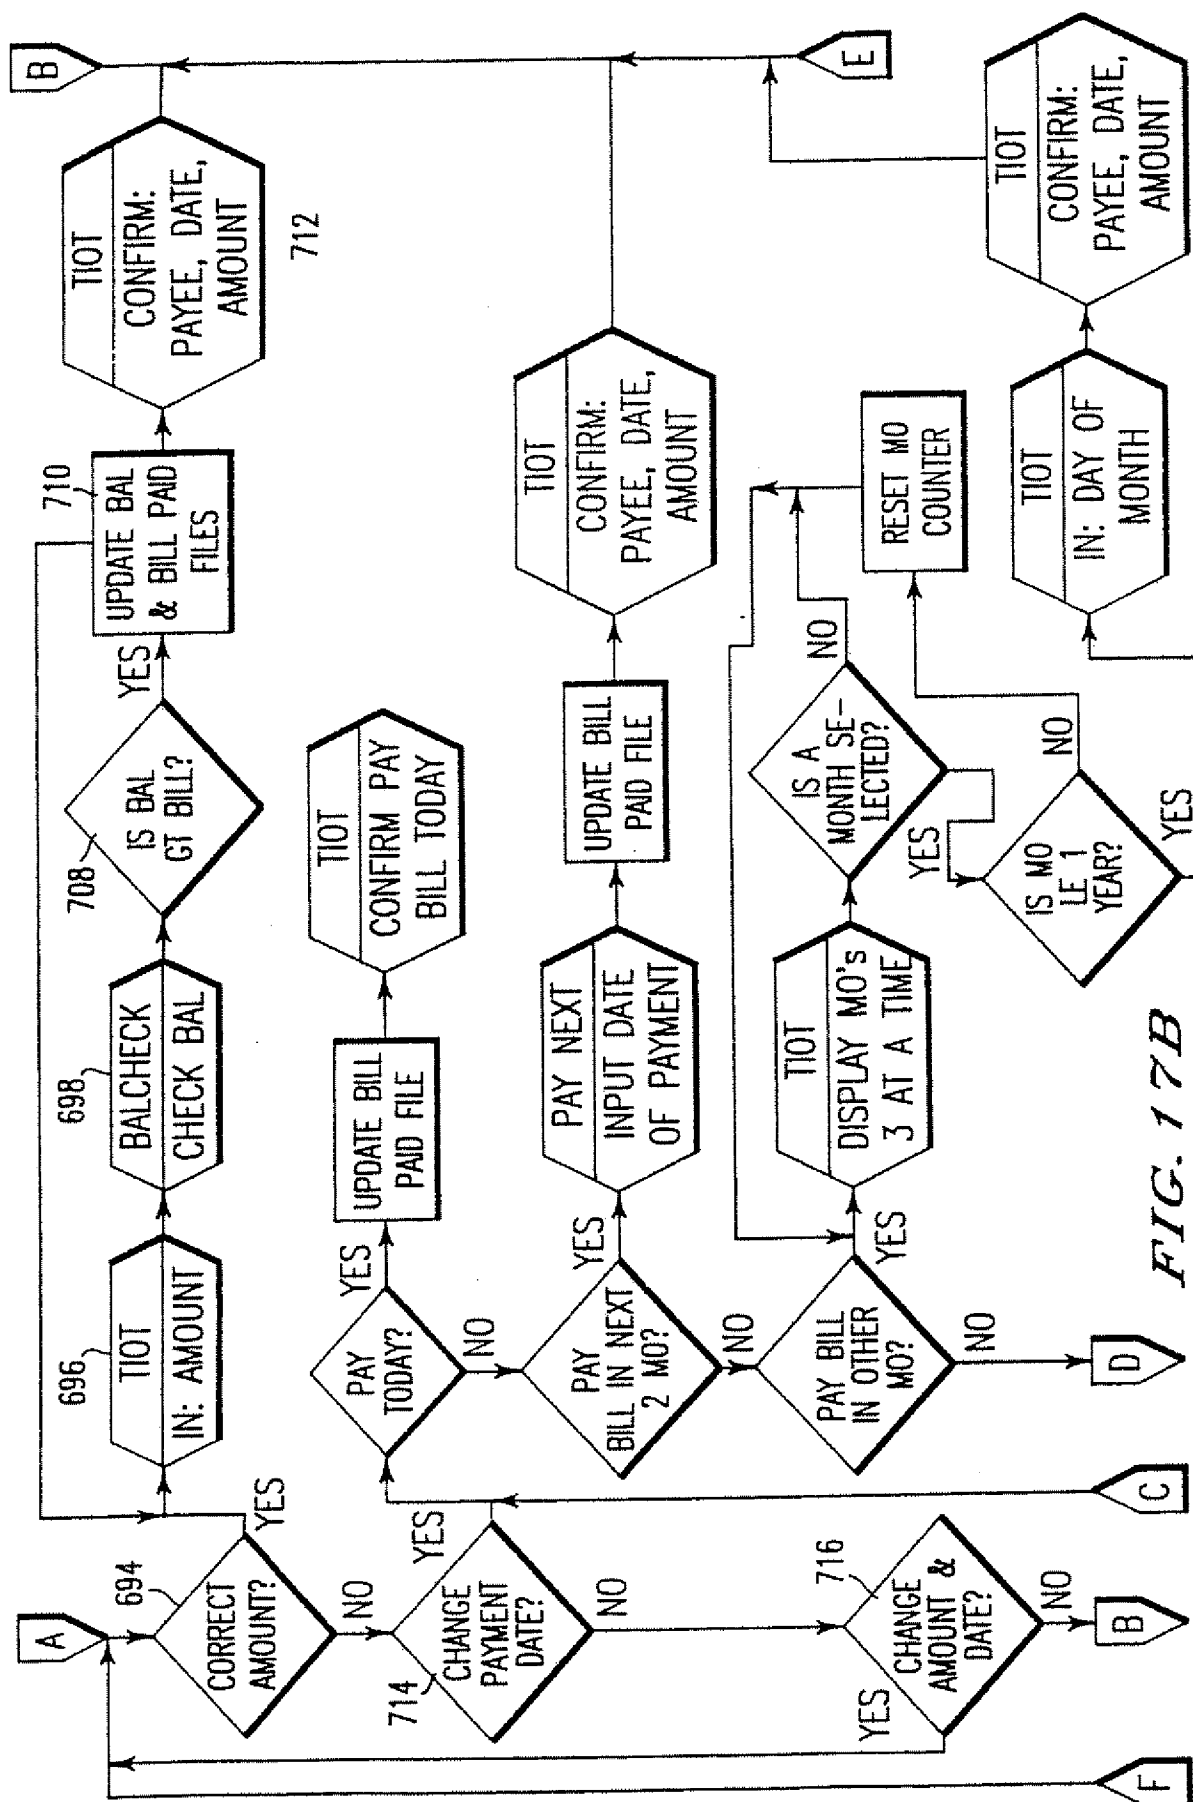 A
694
CORRECT
AMOUNT?
YES
NO
696
TIOT
IN: AMOUNT
698
BALCHECK
CHECK BAL
708
IS BAL
GT BILL?
YES
710
UPDATE BAL
& BILL PAID
FILES
TIOT
CONFIRM:
PAYEE, DATE,
AMOUNT
712
B
714
CHANGE
PAYMENT
DATE?
YES
NO
PAY
TODAY?
YES
NO
UPDATE BILL
PAID FILE
TIOT
CONFIRM PAY
BILL TODAY
PAY
BILL IN NEXT
2 MO?
YES
NO
PAY NEXT
INPUT DATE
OF PAYMENT
UPDATE BILL
PAID FILE
TIOT
CONFIRM:
PAYEE, DATE,
AMOUNT
716
CHANGE
AMOUNT &
DATE?
YES
NO
PAY BILL
IN OTHER
MO?
YES
NO
TIOT
DISPLAY MO's
3 AT A TIME
IS A
MONTH SE-
LECTED?
NO
YES
RESET MO
COUNTER
E
IS MO
LE 1
YEAR?
NO
YES
TIOT
IN: DAY OF
MONTH
TIOT
CONFIRM:
PAYEE, DATE,
AMOUNT
F
B
C
D
FIG. 17B